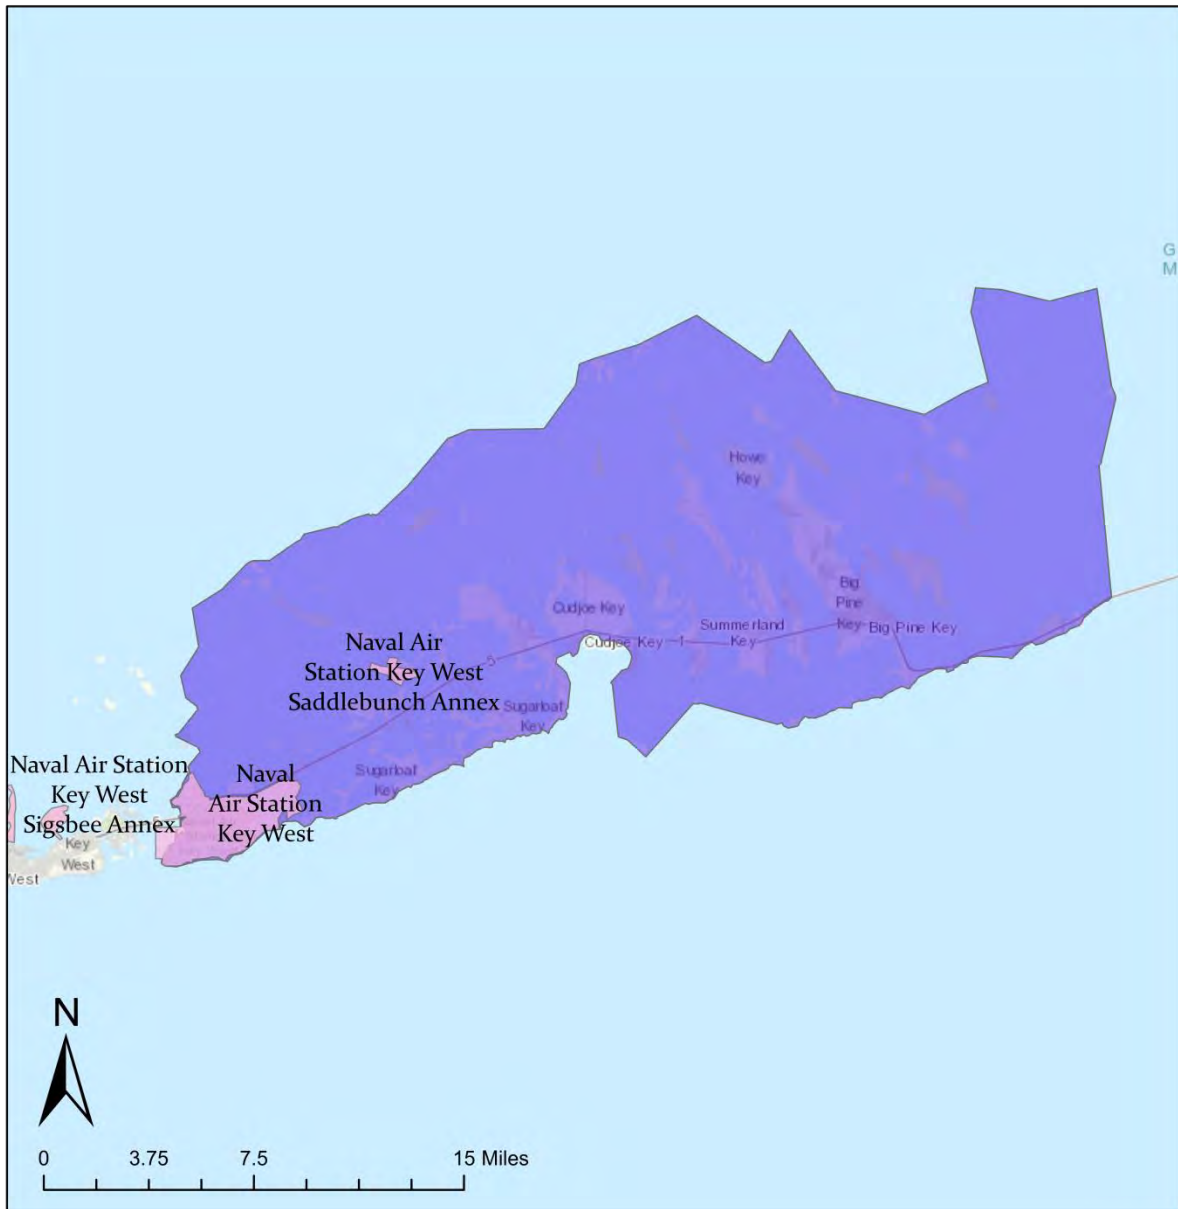 G
M
Howe
Key
Big
Pine
Key
Big Pine Key
Cudjoe Key
Summerland
Key
Cudjoe Key
1
5
Naval Air
Station Key West
Saddlebunch Annex
Sugarloaf
Key
Sugarloaf
Key
Naval Air Station
Key West
Sigsbee Annex
Naval
Air Station
Key West
Key
West
West
N
0 3.75 7.5 15 Miles